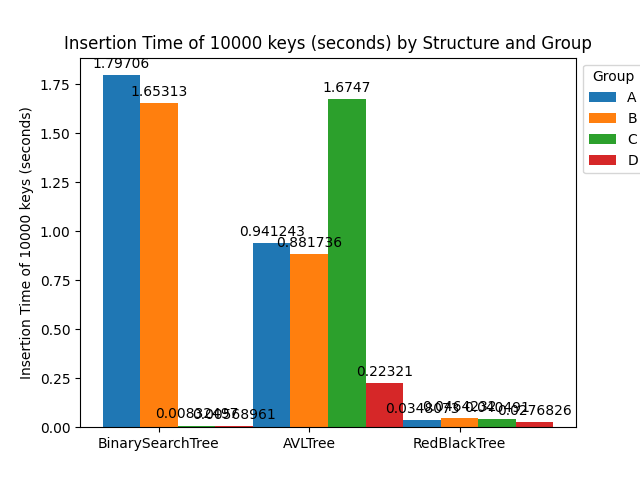 Insertion Time of 10000 keys (seconds) by Structure and Group
Insertion Time of 10000 keys (seconds)
1.75
1.50
1.25
1.00
0.75
0.50
0.25
0.00
1.79706
1.65313
0.941243
0.881736
1.6747
0.22321
0.0348073
0.0276826
BinarySearchTree
AVLTree
RedBlackTree
Group
A
B
C
D